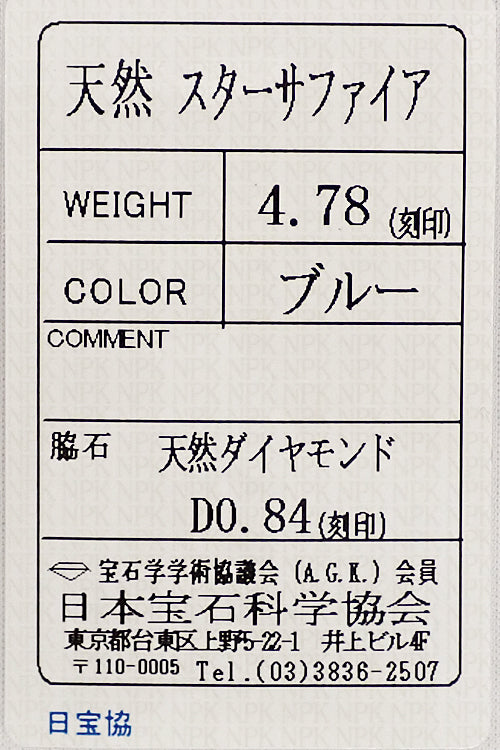 天然 スターサファイア
WEIGHT 4.78 (刻印)
COLOR ブルー
COMMENT
脇石 天然ダイヤモンド
D0.84(刻印)
宝石学学術協議会 (A.G.K.) 会員
日本宝石科学協会
東京都台東区上野5-22-1 井上ビル4F
〒110-0005 Tel.(03)3836-2507
日宝協